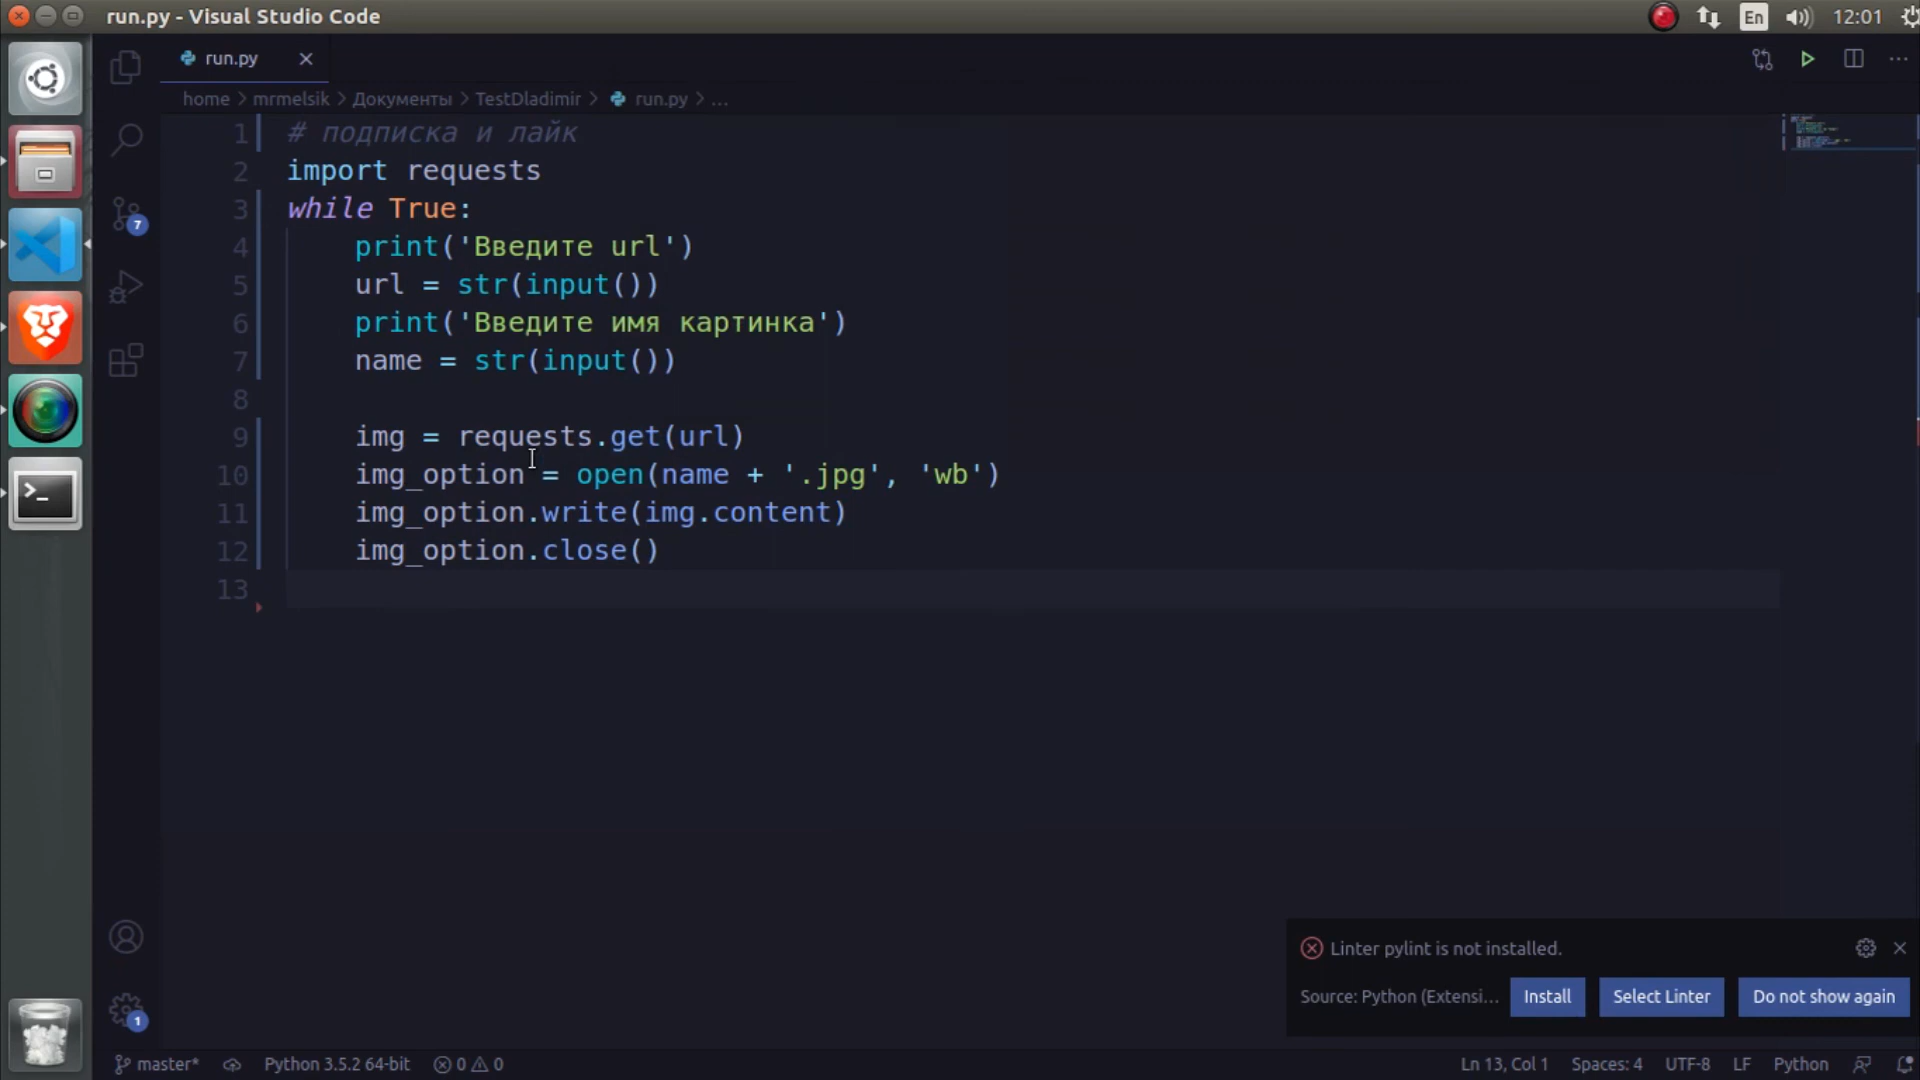 run.py - Visual Studio Code
En
12:01
run.py
home > mrmelsik > Документы > TestDladimir > run.py > ...
1 # подписка и лайк
2 import requests
3 while True:
4 print('Введите url')
5 url = str(input())
6 print('Введите имя картинка')
7 name = str(input())
8
9 img = requests.get(url)
10 img_option = open(name + '.jpg', 'wb')
11 img_option.write(img.content)
12 img_option.close()
13
7
Linter pylint is not installed.
Source: Python (Extensi...
Install
Select Linter
Do not show again
1
master*
Python 3.5.2 64-bit
0
0
Ln 13, Col 1
Spaces: 4
UTF-8
LF
Python